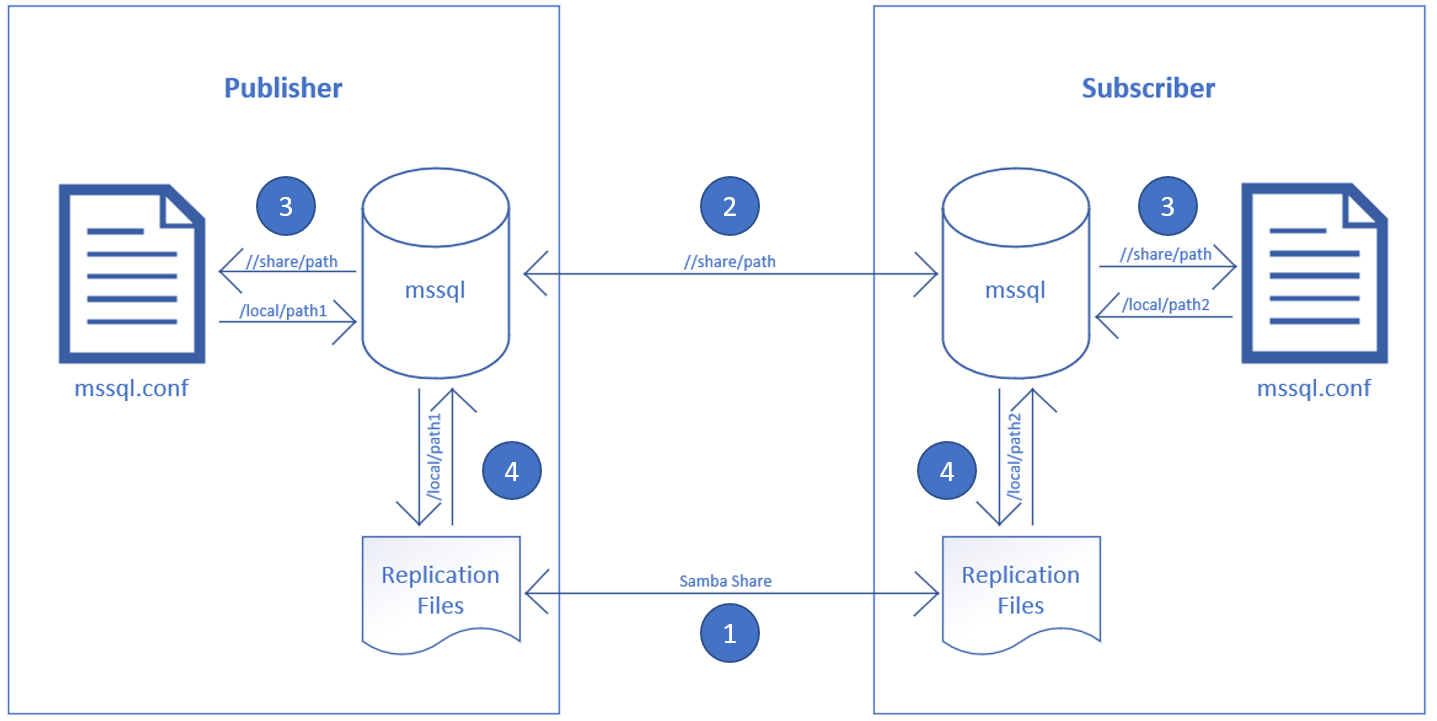 Publisher
Subscriber
3
2
3
//share/path
//share/path
//share/path
/local/path1
mssql
mssql
/local/path2
mssql.conf
mssql.conf
/local/path1
4
4
/local/path2
Replication
Files
Samba Share
Replication
Files
1